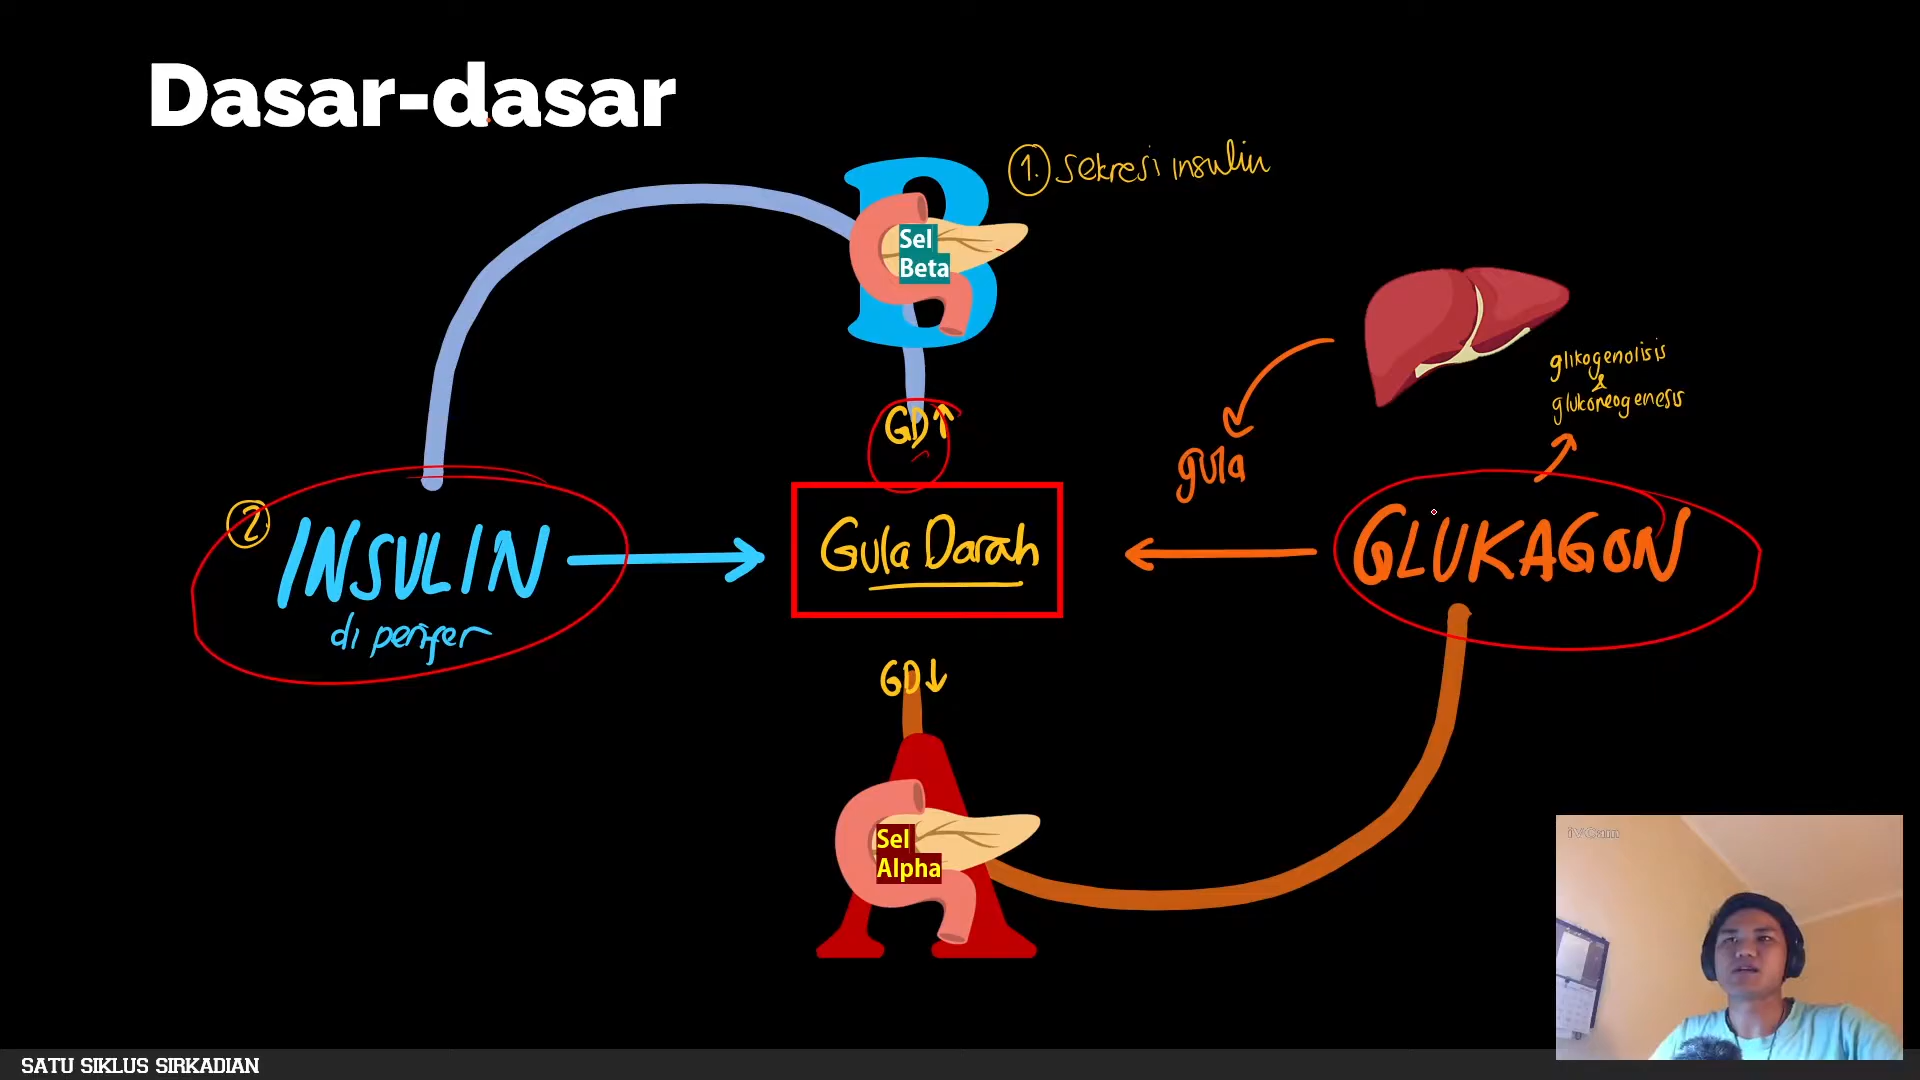 Dasar-dasar
1. sekresi insulin
Sel
Beta
glikogenolisis
&
glukoneogenesis
GD↑
gula
2
INSULIN
di perifer
Gula Darah
GLUKAGON
GD↓
Sel
Alpha
iVCam
SATU SIKLUS SIRKADIAN